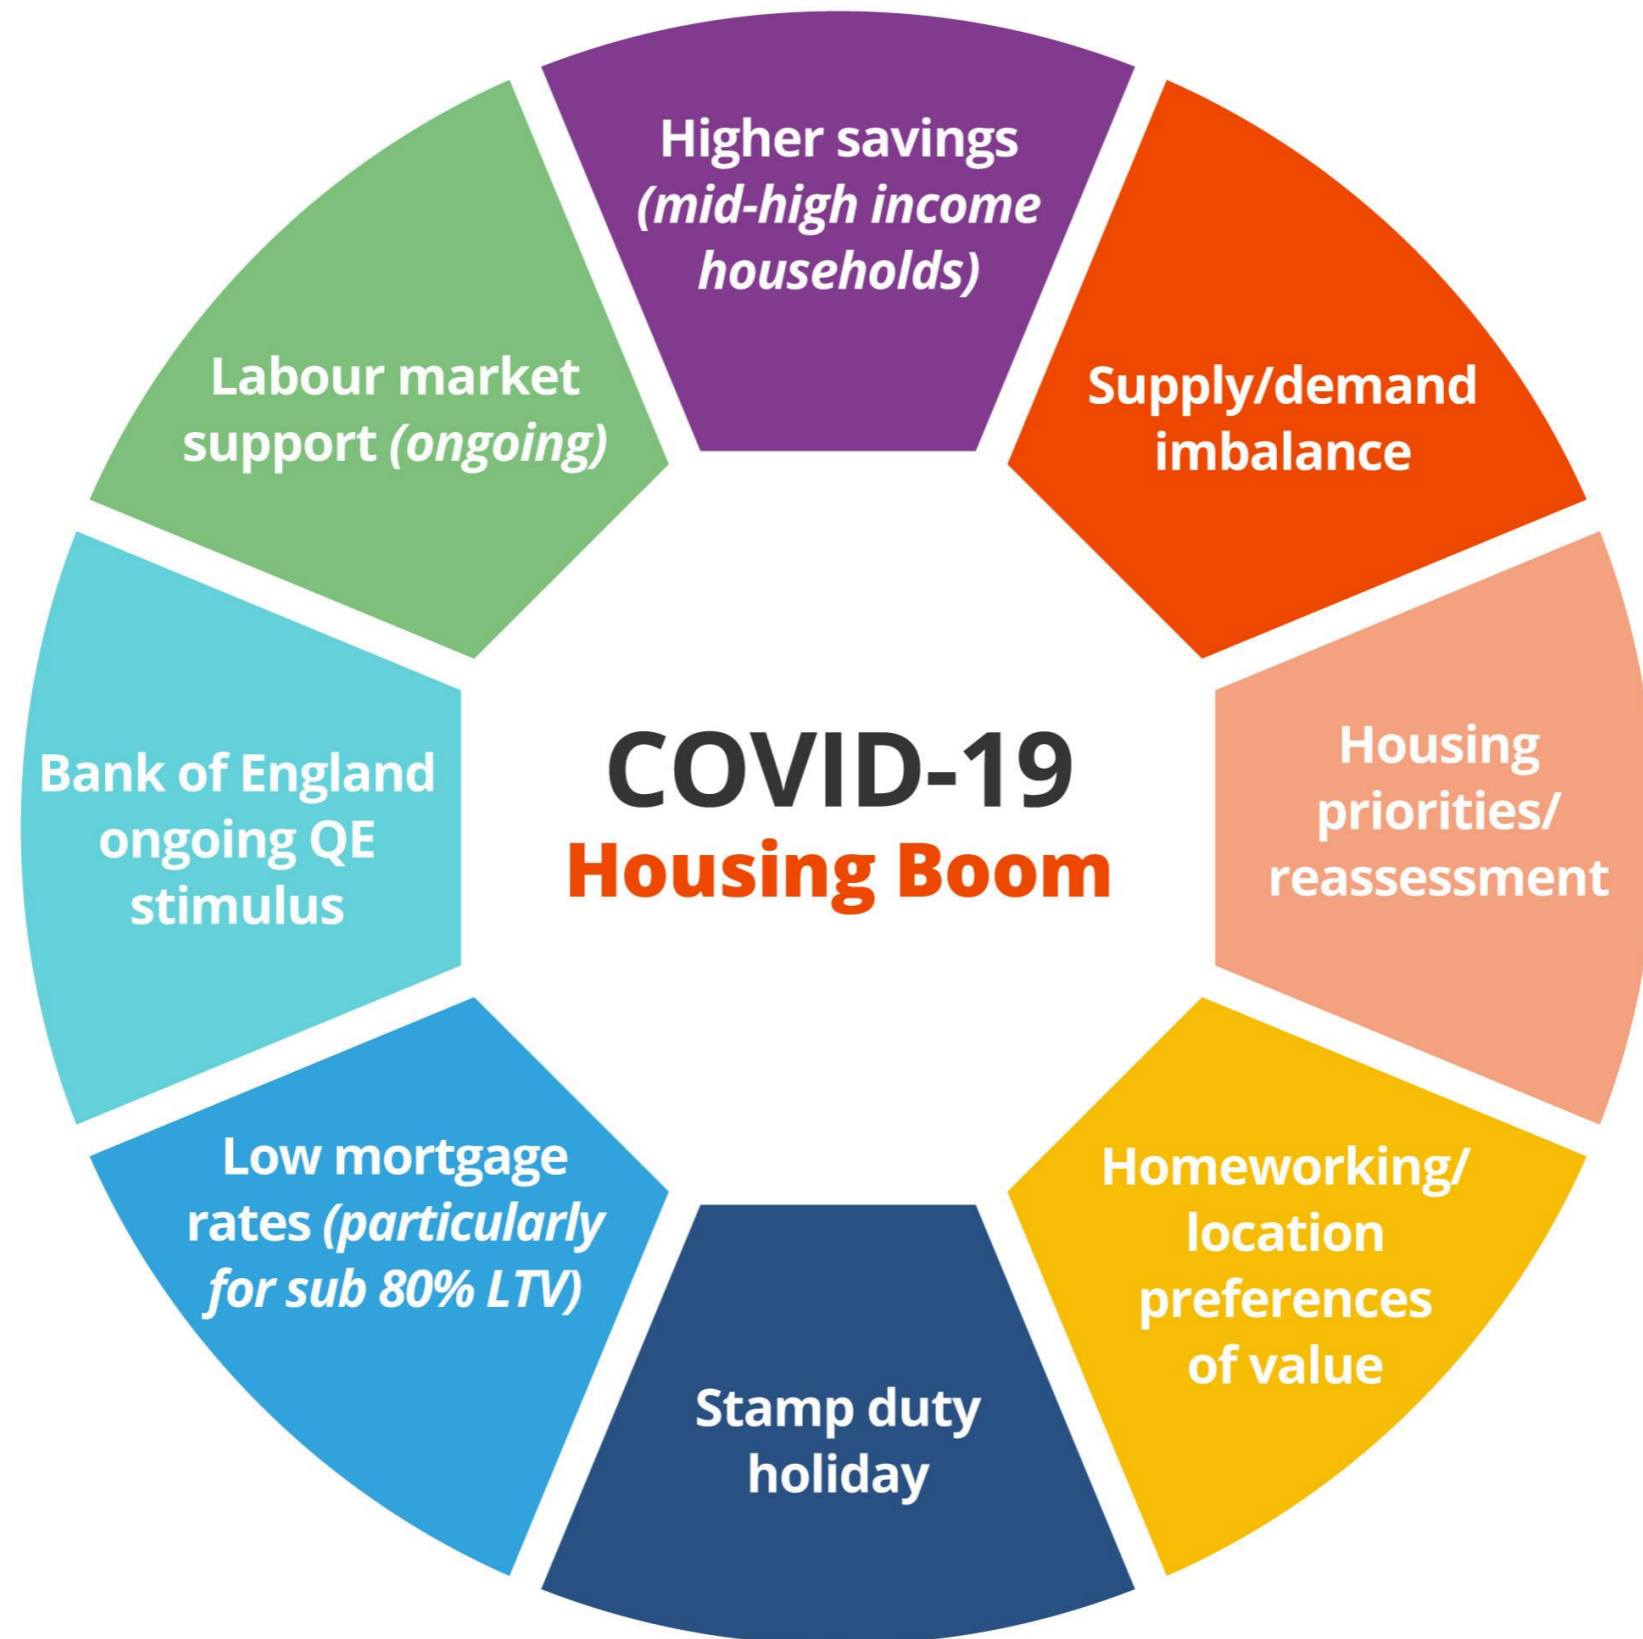 Higher savings
(mid-high income
households)
Supply/demand
imbalance
Housing
priorities/
reassessment
Homeworking/
location
preferences
of value
Stamp duty
holiday
Low mortgage
rates (particularly
for sub 80% LTV)
Bank of England
ongoing QE
stimulus
Labour market
support (ongoing)
COVID-19
Housing Boom